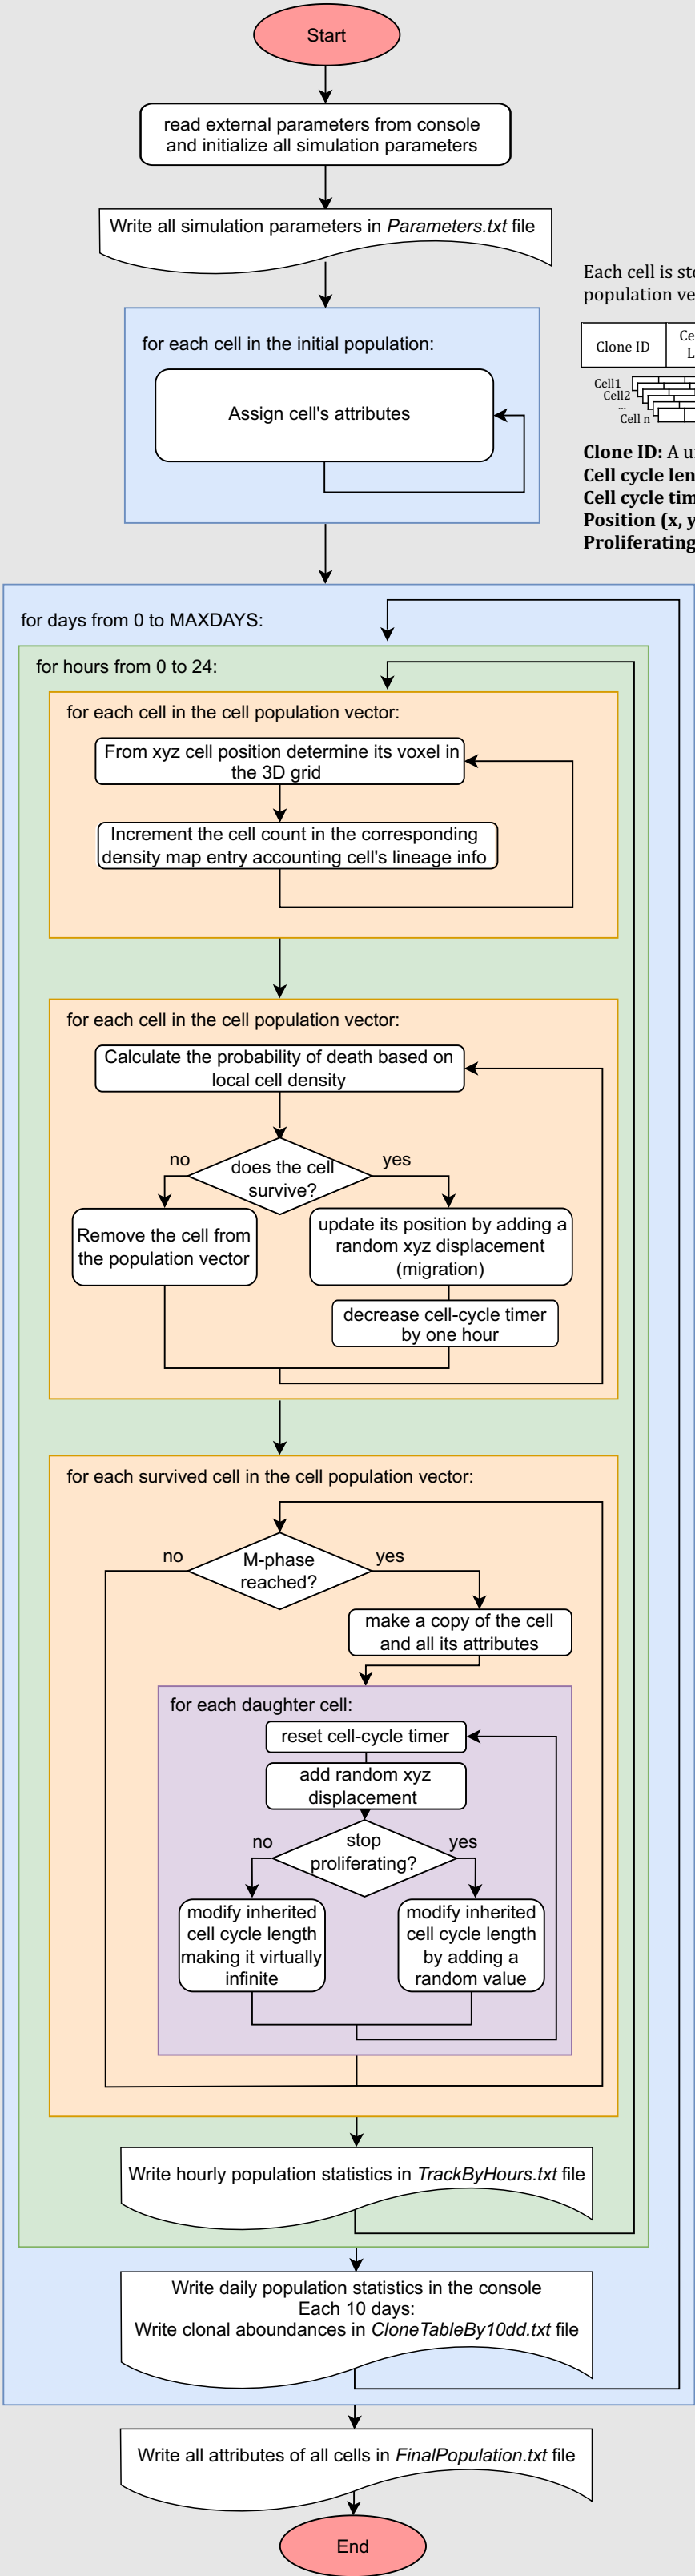 Start
read external parameters from console
and initialize all simulation parameters
Write all simulation parameters in Parameters.txt file
Each cell is
population
Clone ID
Cell1
Cell2
...
Cell n
Clone ID: A
Cell cycle
Cell cycle
Position (x,
Proliferating
for each cell in the initial population:
Assign cell's attributes
for days from 0 to MAXDAYS:
for hours from 0 to 24:
for each cell in the cell population vector:
From xyz cell position determine its voxel in
the 3D grid
Increment the cell count in the corresponding
density map entry accounting cell's lineage info
for each cell in the cell population vector:
Calculate the probability of death based on
local cell density
does the cell
survive?
no
yes
Remove the cell from
the population vector
update its position by adding a
random xyz displacement
(migration)
decrease cell-cycle timer
by one hour
for each survived cell in the cell population vector:
M-phase
reached?
no
yes
make a copy of the cell
and all its attributes
for each daughter cell:
reset cell-cycle timer
add random xyz
displacement
stop
proliferating?
no
yes
modify inherited
cell cycle length
making it virtually
infinite
modify inherited
cell cycle length
by adding a
random value
Write hourly population statistics in TrackByHours.txt file
Write daily population statistics in the console
Each 10 days:
Write clonal aboundances in CloneTableBy10dd.txt file
Write all attributes of all cells in FinalPopulation.txt file
End